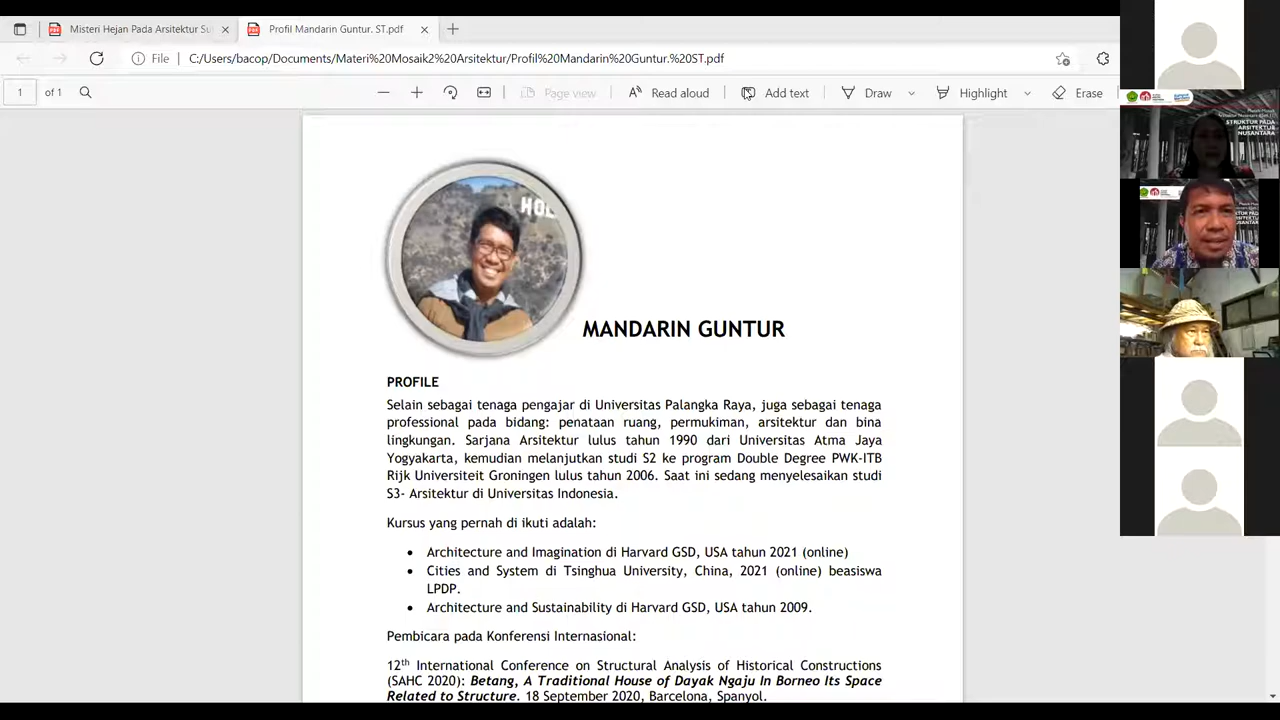 Misteri Hejan Pada Arsitektur Su
Profil Mandarin Guntur. ST.pdf
File
C:/Users/bacop/Documents/Materi%20Mosaik2%20Arsitektur/Profil%20Mandarin%20Guntur.%20ST.pdf
1 of 1
Page view
Read aloud
Add text
Draw
Highlight
Erase
STRUKTUR PADA
ARSITEKTUR
NUSANTARA
HOL
MANDARIN GUNTUR
PROFILE
Selain sebagai tenaga pengajar di Universitas Palangka Raya, juga sebagai tenaga
professional pada bidang: penataan ruang, permukiman, arsitektur dan bina
lingkungan. Sarjana Arsitektur lulus tahun 1990 dari Universitas Atma Jaya
Yogyakarta, kemudian melanjutkan studi S2 ke program Double Degree PWK-ITB
Rijk Universiteit Groningen lulus tahun 2006. Saat ini sedang menyelesaikan studi
S3- Arsitektur di Universitas Indonesia.
Kursus yang pernah di ikuti adalah:
• Architecture and Imagination di Harvard GSD, USA tahun 2021 (online)
• Cities and System di Tsinghua University, China, 2021 (online) beasiswa
LPDP.
• Architecture and Sustainability di Harvard GSD, USA tahun 2009.
Pembicara pada Konferensi Internasional:
12th International Conference on Structural Analysis of Historical Constructions
(SAHC 2020): Betang, A Traditional House of Dayak Ngaju In Borneo Its Space
Related to Structure. 18 September 2020, Barcelona, Spanyol.